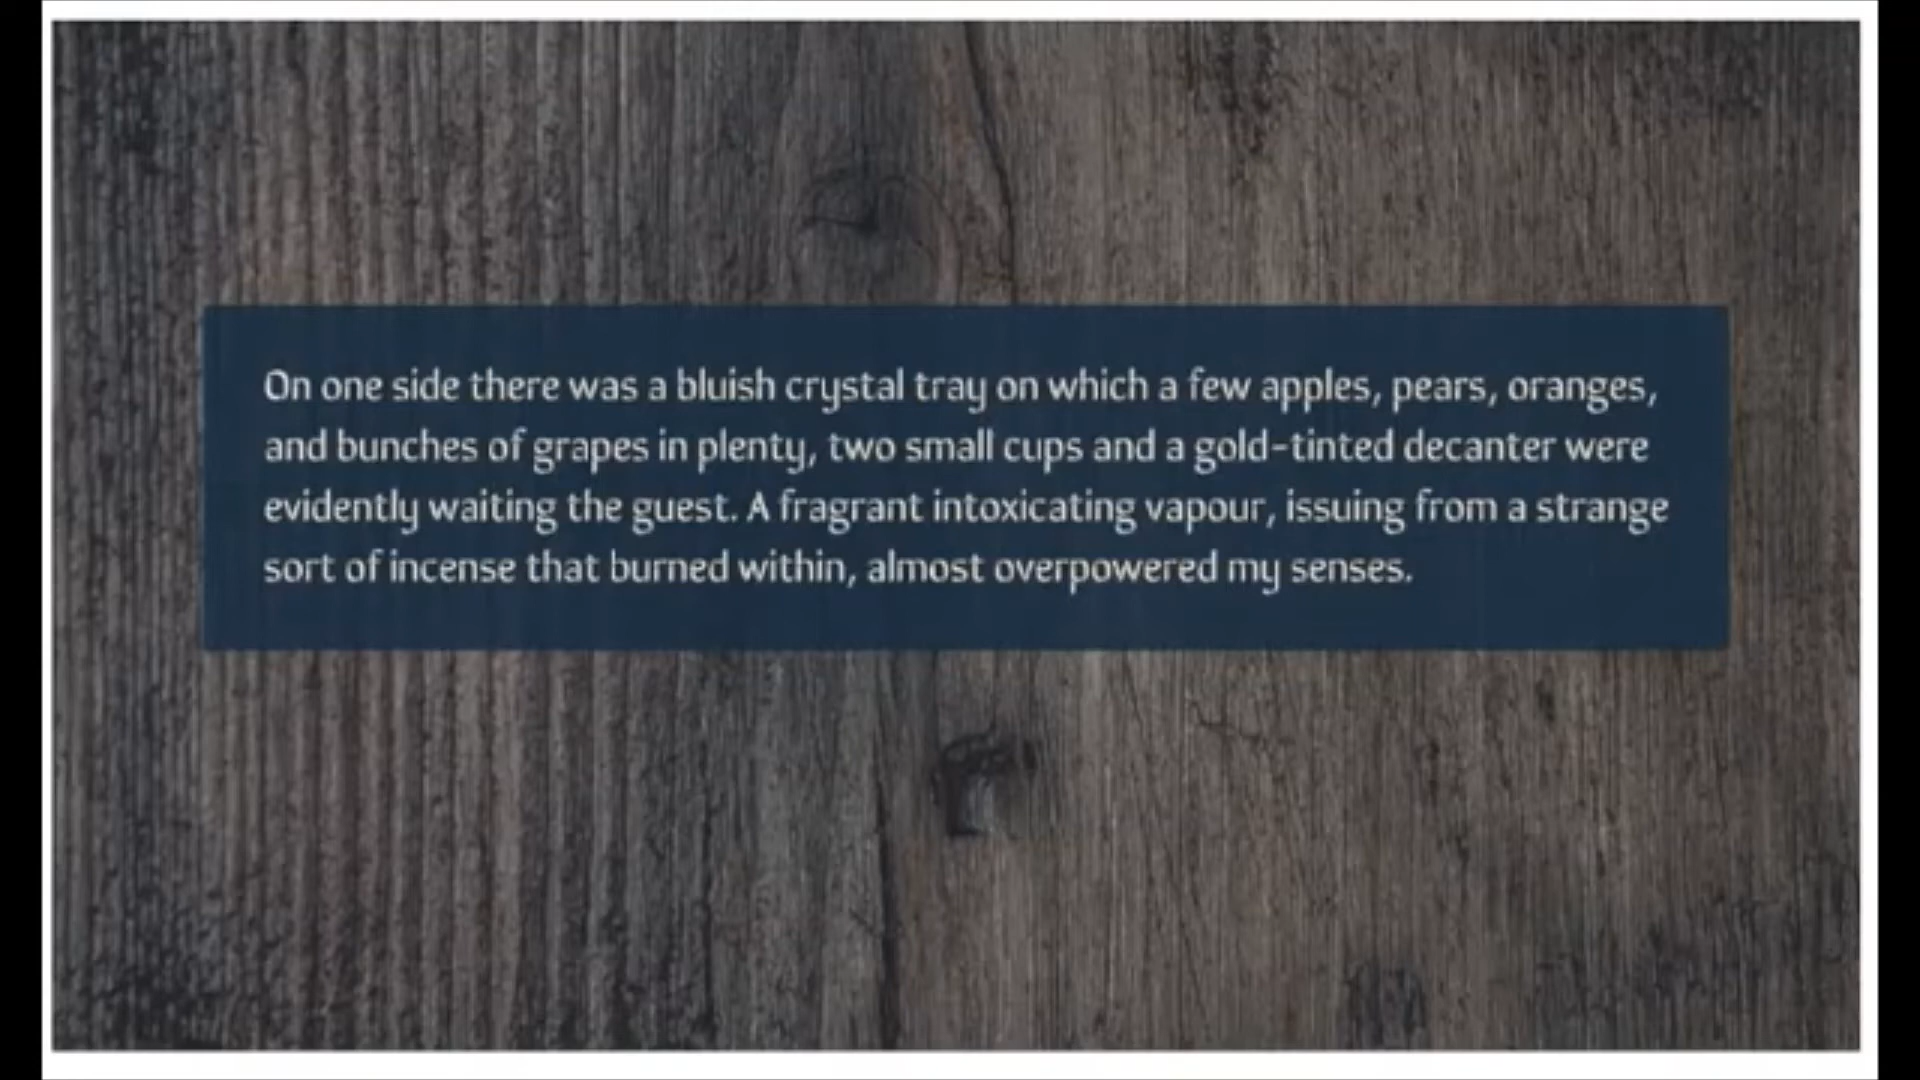 On one side there was a bluish crystal tray on which a few apples, pears, oranges,
and bunches of grapes in plenty, two small cups and a gold-tinted decanter were
evidently waiting the guest. A fragrant intoxicating vapour, issuing from a strange
sort of incense that burned within, almost overpowered my senses.